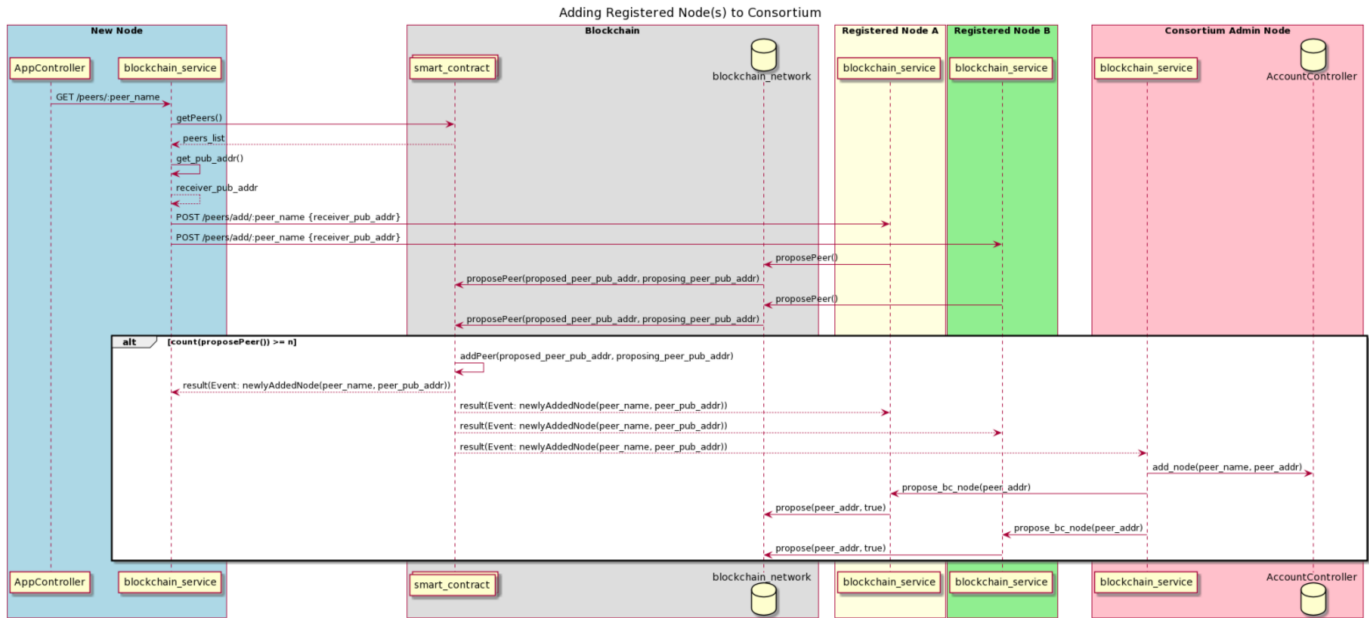 Adding Registered Node(s) to Consortium
New Node
Blockchain
Registered Node A
Registered Node B
Consortium Admin Node
AppController
blockchain_service
smart_contract
blockchain_network
blockchain_service
blockchain_service
blockchain_service
AccountController
GET /peers/:peer_name
getPeers()
peers_list
get_pub_addr()
receiver_pub_addr
POST /peers/add/:peer_name {receiver_pub_addr}
POST /peers/add/:peer_name {receiver_pub_addr}
proposePeer()
proposePeer(proposed_peer_pub_addr, proposing_peer_pub_addr)
proposePeer()
proposePeer(proposed_peer_pub_addr, proposing_peer_pub_addr)
alt [count(proposePeer()) >= n]
addPeer(proposed_peer_pub_addr, proposing_peer_pub_addr)
result(Event: newlyAddedNode(peer_name, peer_pub_addr))
result(Event: newlyAddedNode(peer_name, peer_pub_addr))
result(Event: newlyAddedNode(peer_name, peer_pub_addr))
result(Event: newlyAddedNode(peer_name, peer_pub_addr))
add_node(peer_name, peer_addr)
propose_bc_node(peer_addr)
propose(peer_addr, true)
propose_bc_node(peer_addr)
propose(peer_addr, true)
AppController
blockchain_service
smart_contract
blockchain_network
blockchain_service
blockchain_service
blockchain_service
AccountController